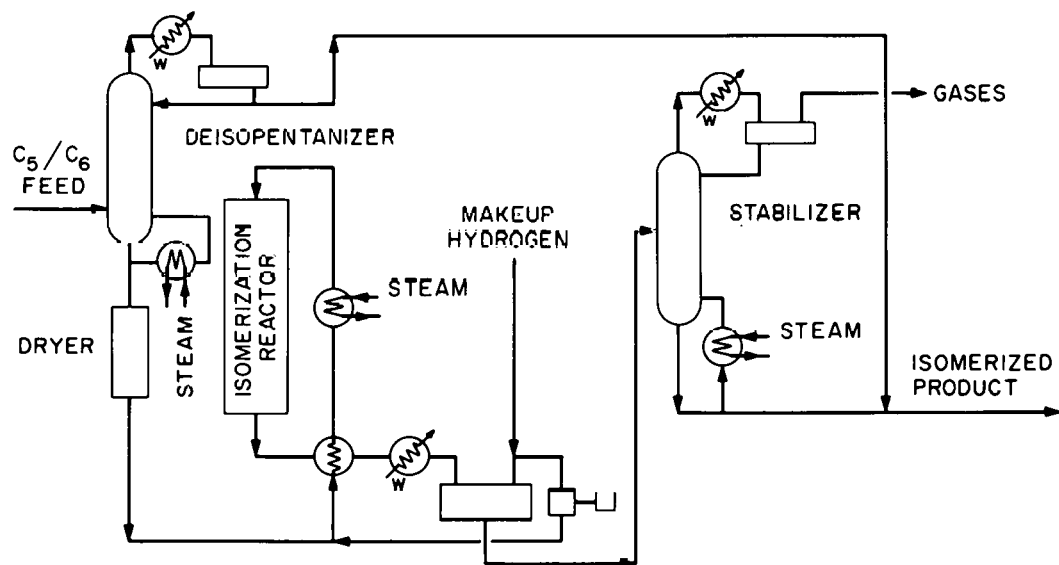 W
DEISOPENTANIZER
C5/C6
FEED
STEAM
DRYER
ISOMERIZATION
REACTOR
STEAM
W
MAKEUP
HYDROGEN
W
GASES
STABILIZER
STEAM
ISOMERIZED
PRODUCT